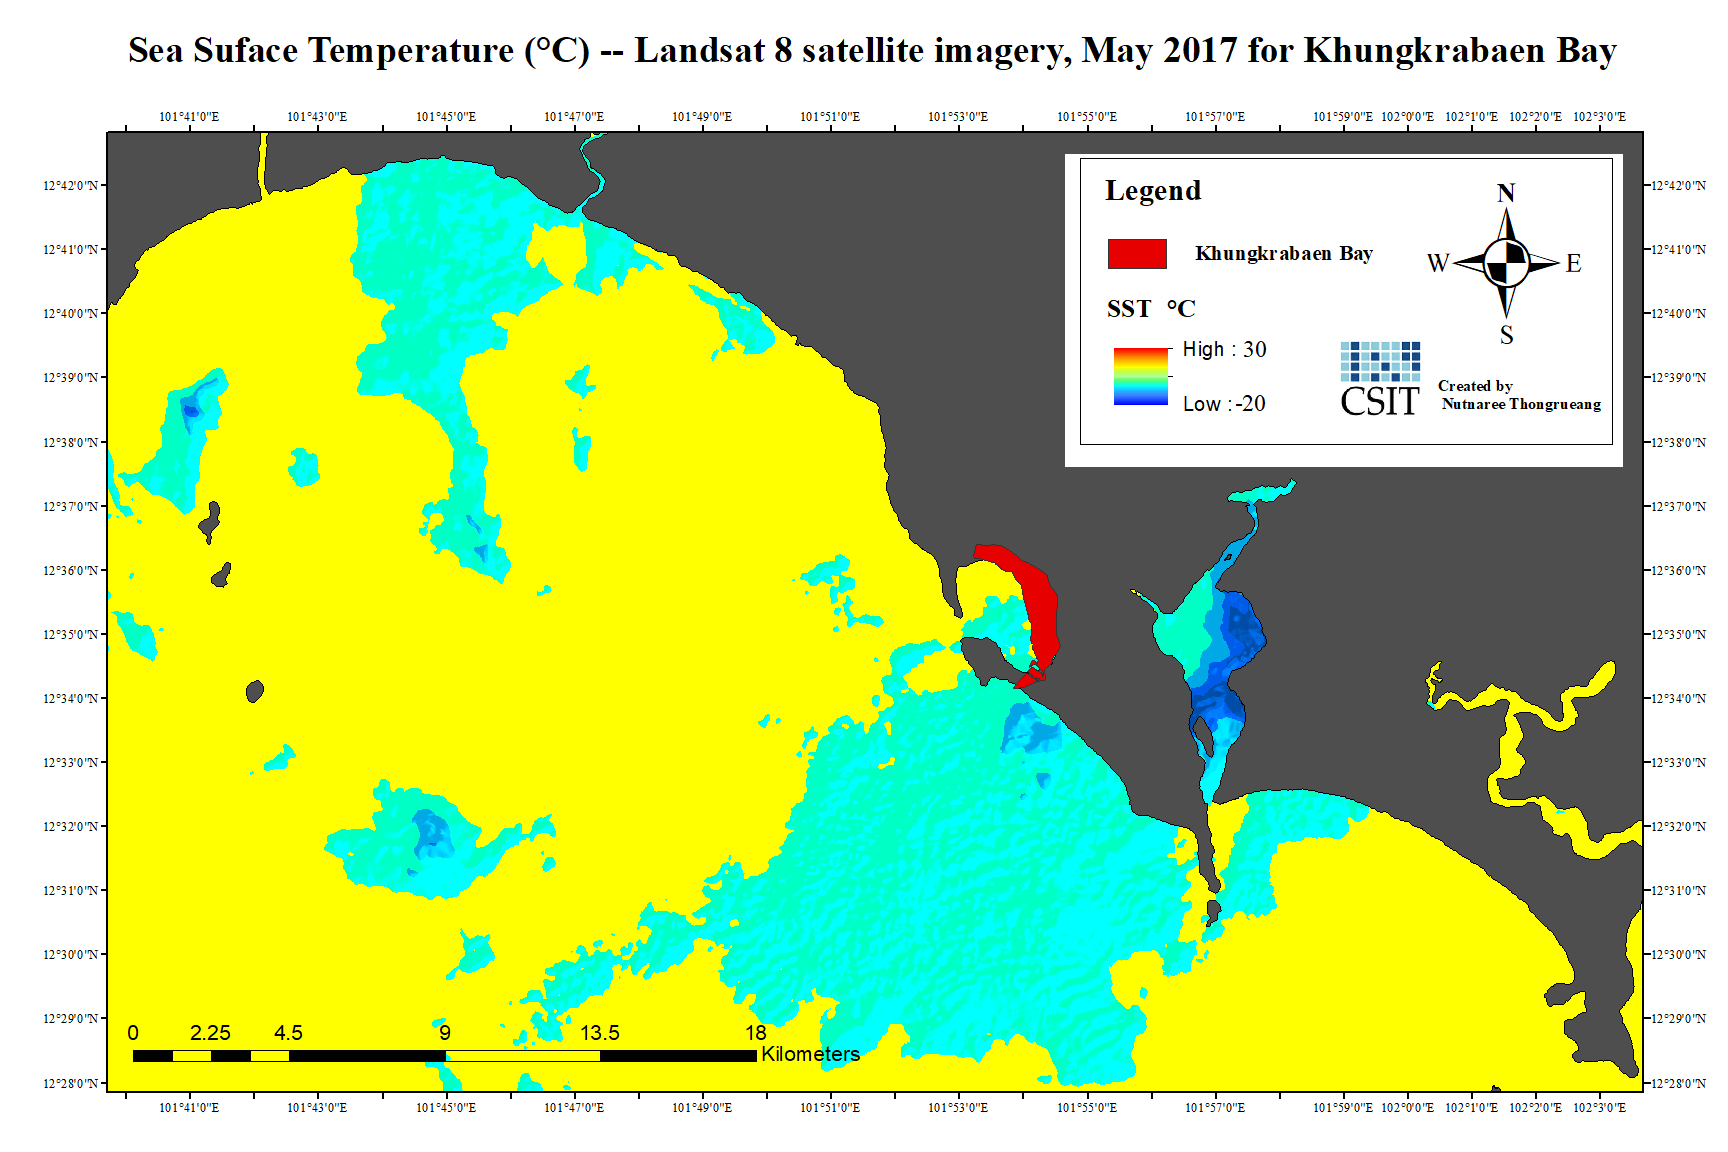 Sea Suface Temperature (°C) -- Landsat 8 satellite imagery, May 2017 for Khungkrabaen Bay
101°41'0"E 101°43'0"E 101°45'0"E 101°47'0"E 101°49'0"E 101°51'0"E 101°53'0"E 101°55'0"E 101°57'0"E 101°59'0"E 102°0'0"E 102°1'0"E 102°2'0"E 102°3'0"E
12°42'0"N 12°42'0"N
12°41'0"N 12°41'0"N
12°40'0"N 12°40'0"N
12°39'0"N 12°39'0"N
12°38'0"N 12°38'0"N
12°37'0"N 12°37'0"N
12°36'0"N 12°36'0"N
12°35'0"N 12°35'0"N
12°34'0"N 12°34'0"N
12°33'0"N 12°33'0"N
12°32'0"N 12°32'0"N
12°31'0"N 12°31'0"N
12°30'0"N 12°30'0"N
12°29'0"N 12°29'0"N
12°28'0"N 12°28'0"N
Legend
Khungkrabaen Bay
SST °C
High : 30
Low : -20
N
W E
S
CSIT
Created by
Nutnaree Thongrueang
0 2.25 4.5 9 13.5 18
Kilometers
101°41'0"E 101°43'0"E 101°45'0"E 101°47'0"E 101°49'0"E 101°51'0"E 101°53'0"E 101°55'0"E 101°57'0"E 101°59'0"E 102°0'0"E 102°1'0"E 102°2'0"E 102°3'0"E